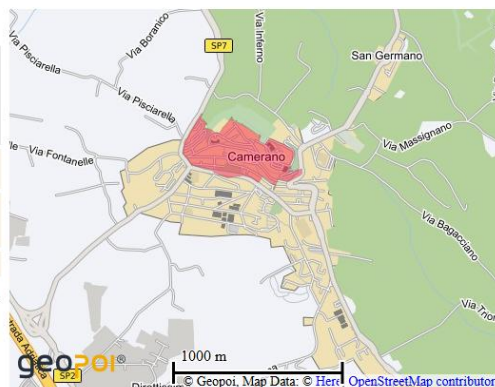 Via Boranico
Via Inferno
SP7
Via Pisciarella
San Germano
Via Pisciarella
Via Massignano
Via Fontanelle
Camerano
Via Bagacciano
Via Trion
SP2
geopoi®
1000 m
© Geopoi, Map Data: © Here, OpenStreetMap contributor